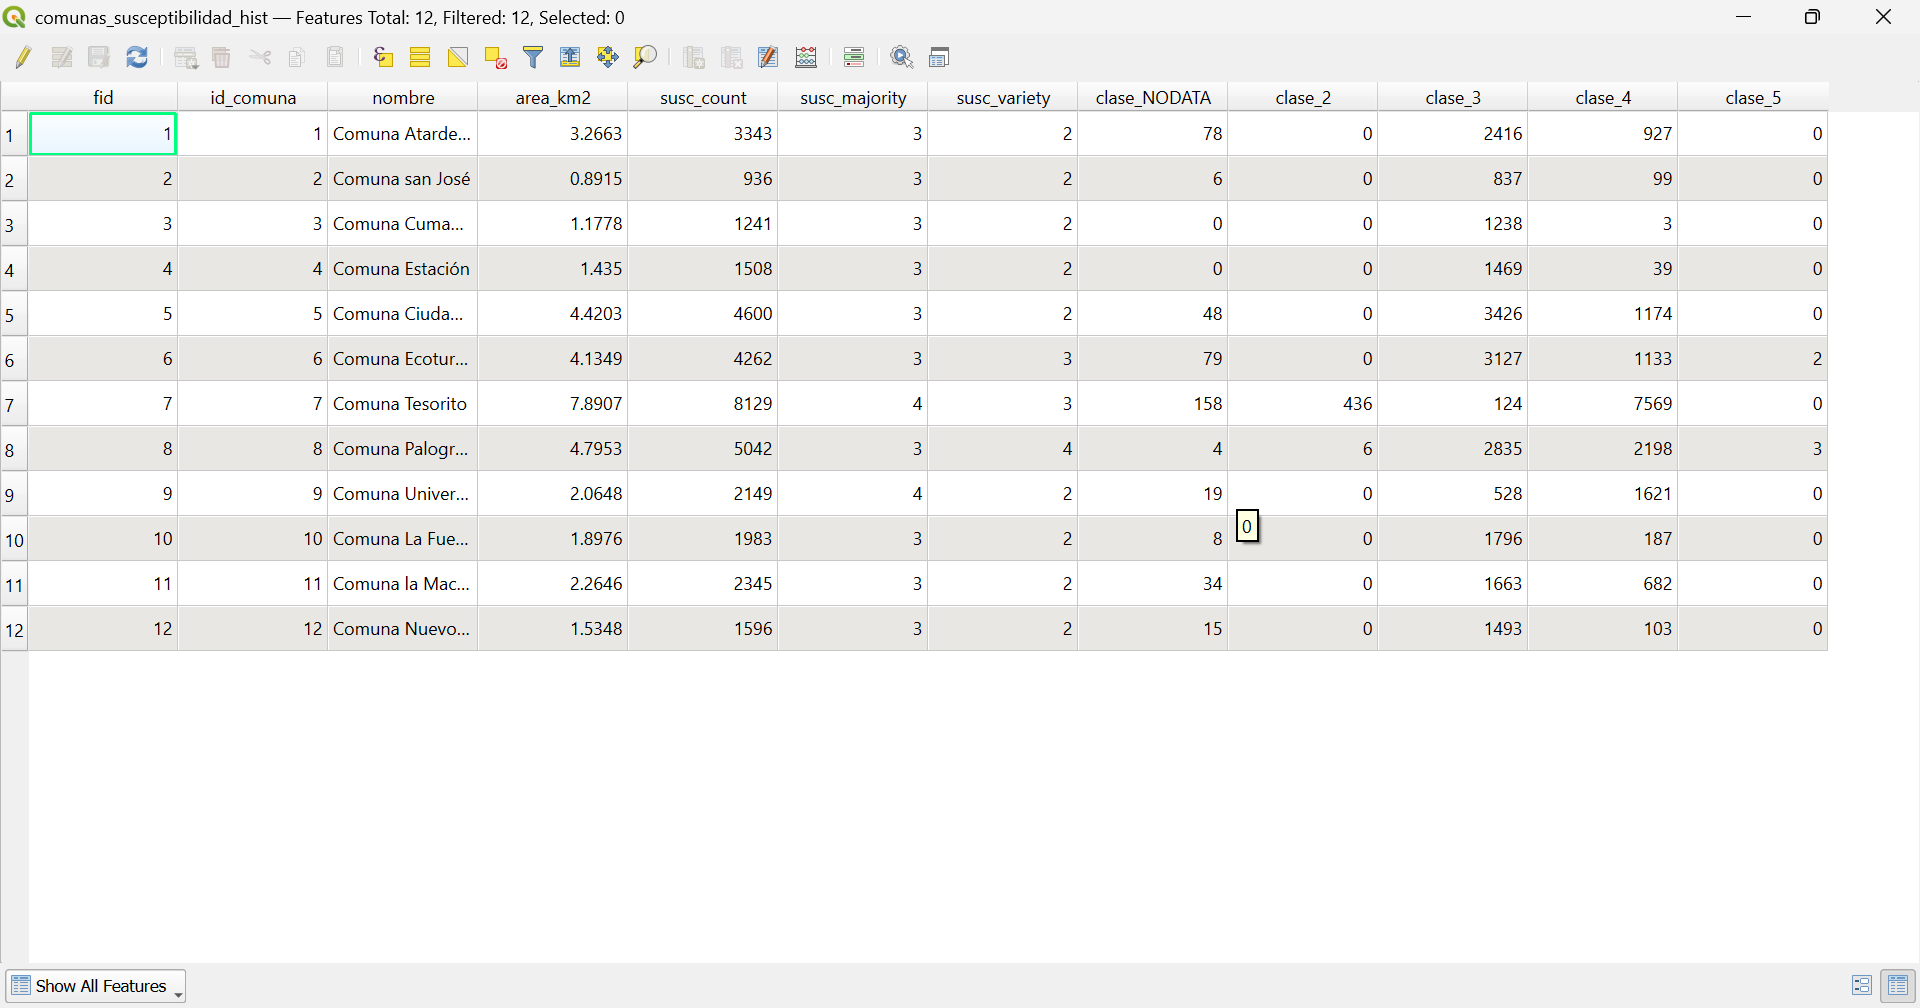 comunas_susceptibilidad_hist — Features Total: 12, Filtered: 12, Selected: 0
fid id_comuna nombre area_km2 susc_count susc_majority susc_variety clase_NODATA clase_2 clase_3 clase_4 clase_5
1 1 1 Comuna Atarde... 3.2663 3343 3 2 78 0 2416 927 0
2 2 2 Comuna san José 0.8915 936 3 2 6 0 837 99 0
3 3 3 Comuna Cuma... 1.1778 1241 3 2 0 0 1238 3 0
4 4 4 Comuna Estación 1.435 1508 3 2 0 0 1469 39 0
5 5 5 Comuna Ciuda... 4.4203 4600 3 2 48 0 3426 1174 0
6 6 6 Comuna Ecotur... 4.1349 4262 3 3 79 0 3127 1133 2
7 7 7 Comuna Tesorito 7.8907 8129 4 3 158 436 124 7569 0
8 8 8 Comuna Palogr... 4.7953 5042 3 4 4 6 2835 2198 3
9 9 9 Comuna Univer... 2.0648 2149 4 2 19 0 528 1621 0
0
10 10 10 Comuna La Fue... 1.8976 1983 3 2 8 0 1796 187 0
11 11 11 Comuna la Mac... 2.2646 2345 3 2 34 0 1663 682 0
12 12 12 Comuna Nuevo... 1.5348 1596 3 2 15 0 1493 103 0
Show All Features